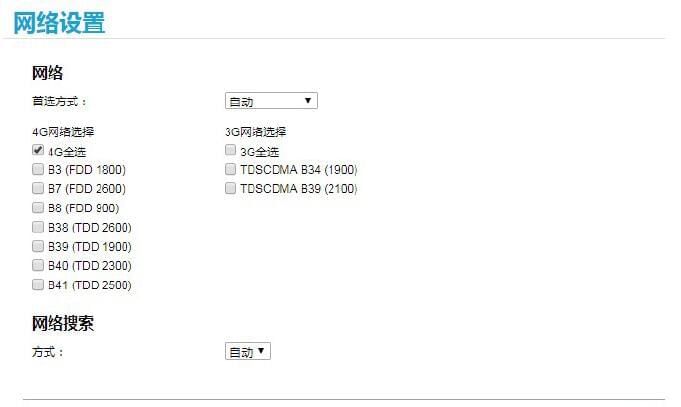 网络设置
网络
首选方式：
自动
4G网络选择
4G全选
B3 (FDD 1800)
B7 (FDD 2600)
B8 (FDD 900)
B38 (TDD 2600)
B39 (TDD 1900)
B40 (TDD 2300)
B41 (TDD 2500)
3G网络选择
3G全选
TDSCDMA B34 (1900)
TDSCDMA B39 (2100)
网络搜索
方式：
自动